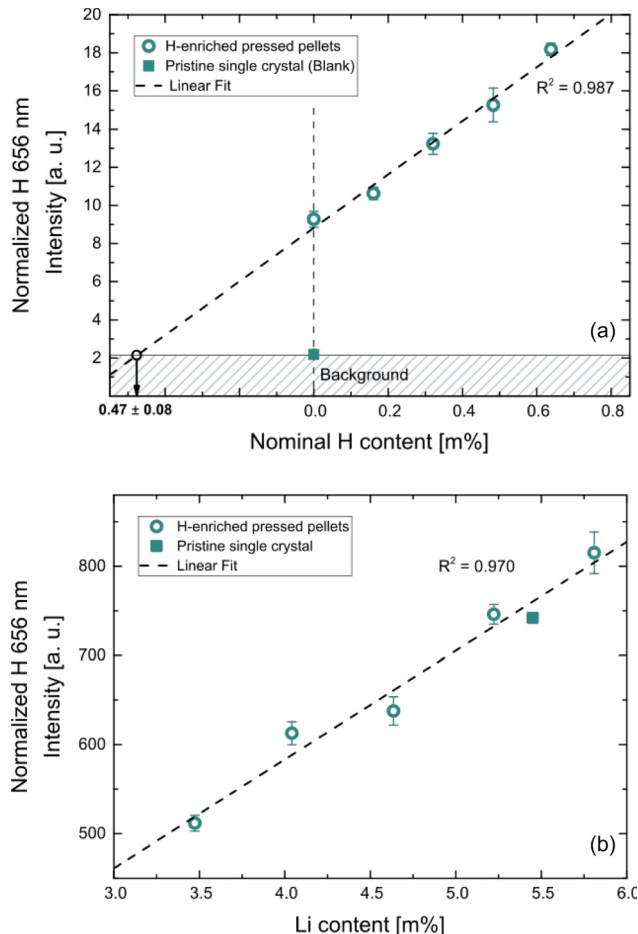 20
18
16
14
12
10
8
6
4
2
Normalized H 656 nm
Intensity [a. u.]
H-enriched pressed pellets
Pristine single crystal (Blank)
Linear Fit
R² = 0.987
(a)
Background
0.47 ± 0.08
0.0 0.2 0.4 0.6 0.8
Nominal H content [m%]
800
700
600
500
Normalized H 656 nm
Intensity [a. u.]
H-enriched pressed pellets
Pristine single crystal
Linear Fit
R² = 0.970
(b)
3.0 3.5 4.0 4.5 5.0 5.5 6.0
Li content [m%]